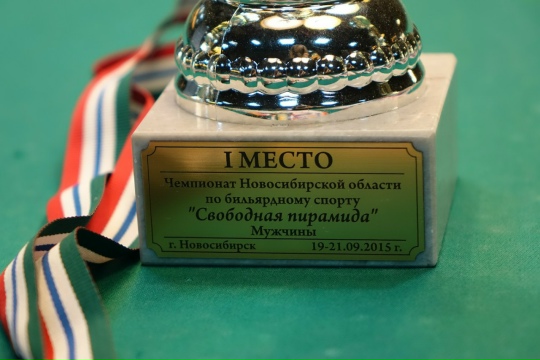 I МЕСТО
Чемпионат Новосибирской области
по бильярдному спорту
"Свободная пирамида"
Мужчины
г. Новосибирск 19-21.09.2015 г.